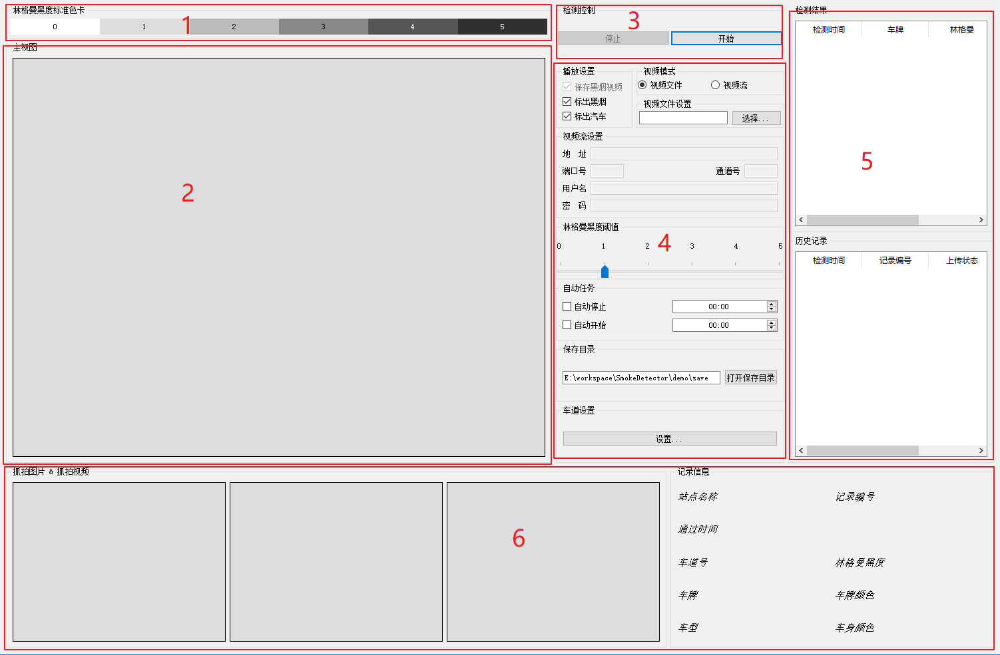 林格曼黑度标准色卡
0 1 2 3 4 5
1
主视图
2
检测控制
3
停止 开始
播放设置
保存黑烟视频
标出黑烟
标出汽车
视频模式
视频文件 视频流
视频文件设置
选择...
视频流设置
地 址
端口号 通道号
用户名
密 码
林格曼黑度阈值
4
0 1 2 3 4 5
自动任务
自动停止 00:00
自动开始 00:00
保存目录
E:\workspace\SmokeDetector\demo\save 打开保存目录
车道设置
设置...
检测结果
检测时间 车牌 林格曼
5
历史记录
检测时间 记录编号 上传状态
抓拍图片 & 抓拍视频
6
记录信息
站点名称 记录编号
通过时间
车道号 林格曼黑度
车牌 车牌颜色
车型 车身颜色